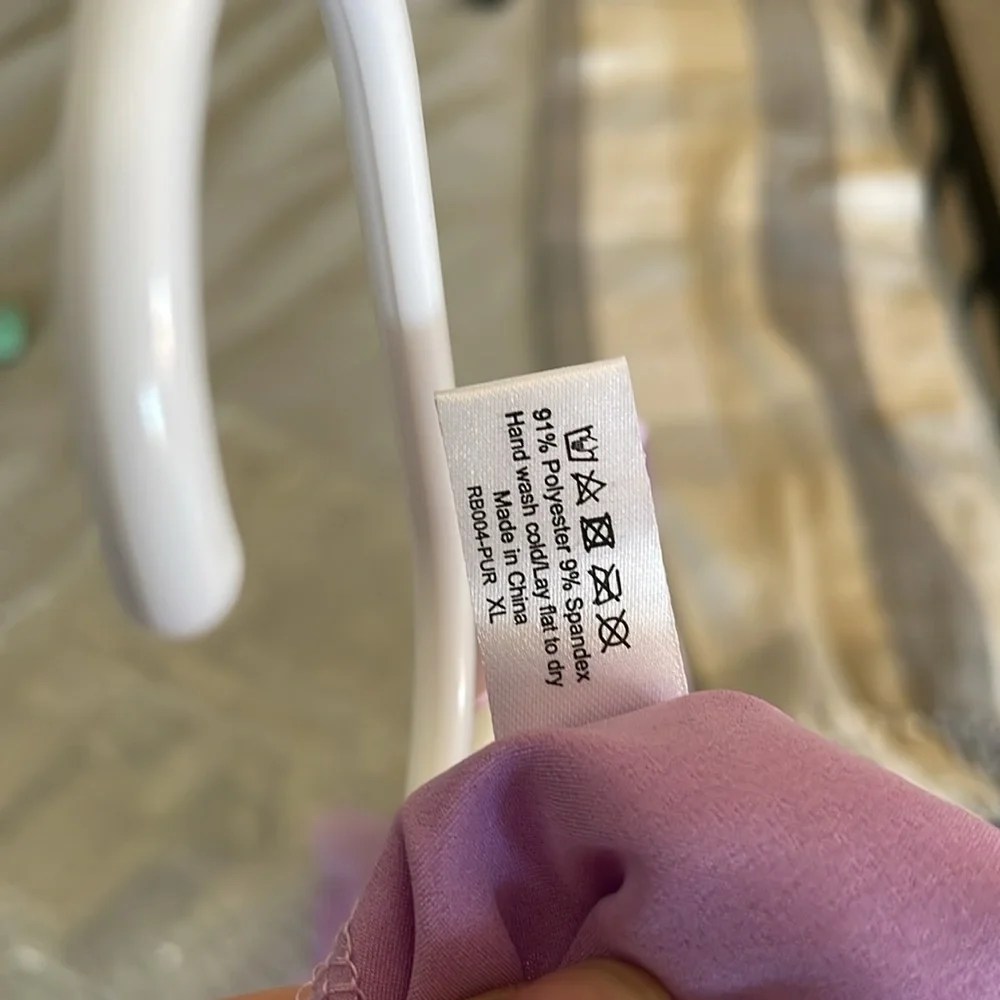 91% Polyester 9% Spandex
Hand wash cold/Lay flat to dry
Made in China
RB004-PUR XL